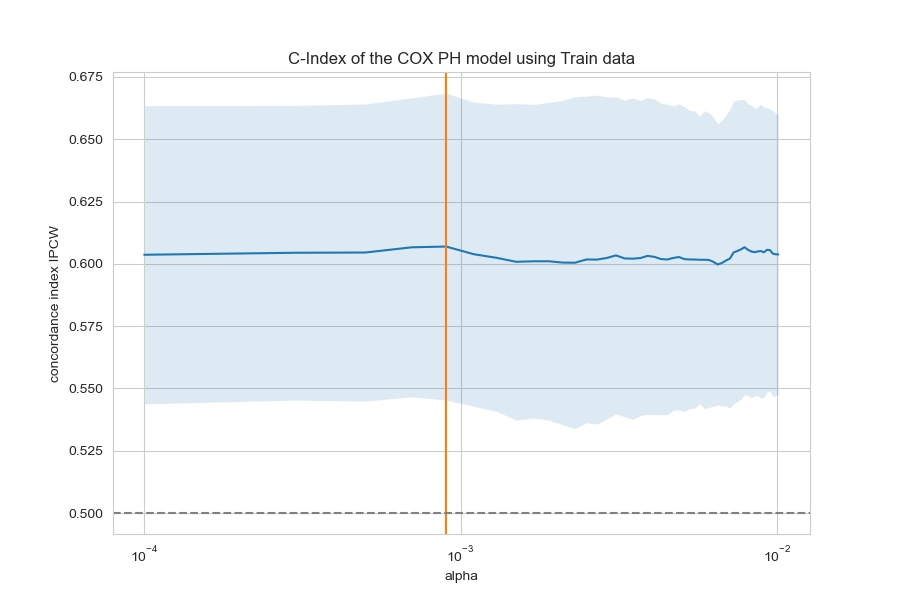 C-Index of the COX PH model using Train data
concordance index IPCW
0.675
0.650
0.625
0.600
0.575
0.550
0.525
0.500
10⁻⁴ 10⁻³ 10⁻²
alpha